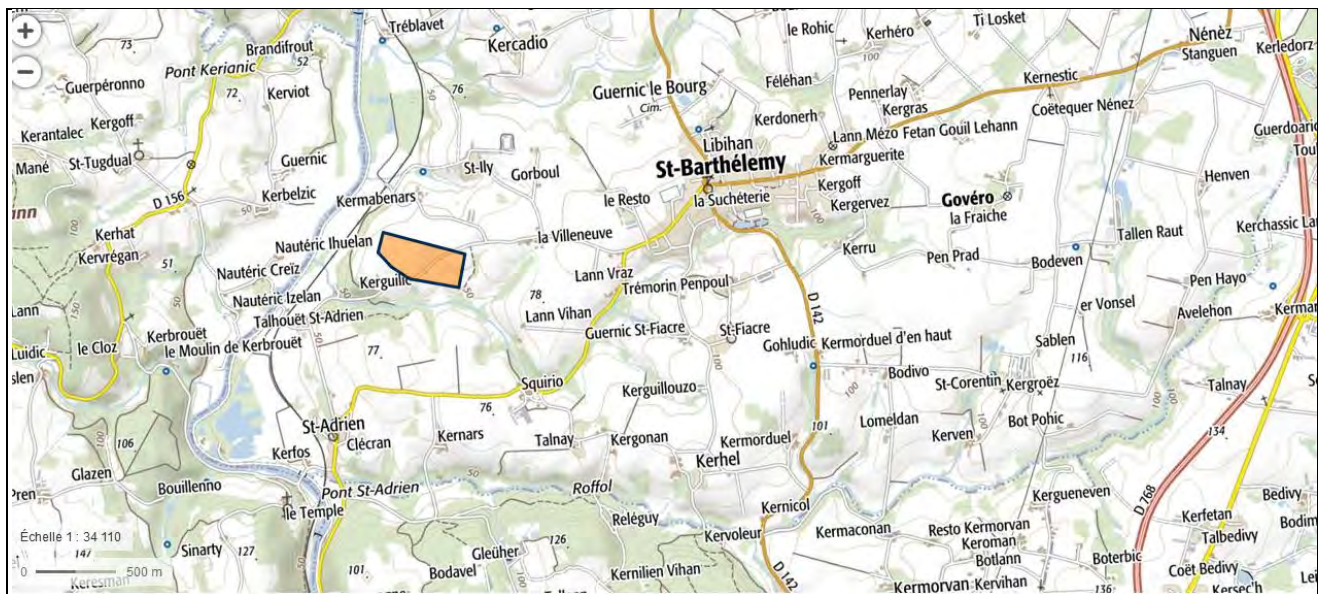 +
−
73
Brandifrout
52
Pont Kerianic
Guerpéronno
72
Kerviot
Kergoff
Kerantalec
Mané
St-Tugdual
Guernic
Kerbelzic
D 156
Kerhat
Kervrégan
51
Nautéric Ihuelan
Nautéric Creïz
Nautéric Izelan
Talhouët St-Adrien
Kerbrouët
le Cloz
le Moulin de Kerbrouët
Luidic
106
Glazen
Bouillenno
Kerfos
St-Adrien
Clécran
Pont St-Adrien
le Temple
Sinarty
127
101
147
Échelle 1 : 34 110
0 500 m
Tréblavet
Kercadio
76
50
St-Ily
Gorboul
Kermabenars
la Villeneuve
Kerguille
Lann Vraz
78
Lann Vihan
77
Guernic St-Fiacre
Squirio
76
Kernars
Talnay
Kerguillouzo
Kergonan
Kerhel
Kermorduel
Roffol
Reléguy
Kervoleur
Gleüher
126
Bodavel
Kernilien Vihan
le Rohic
Kerhéro
Ti Losket
Féléhan
Guernic le Bourg
Cim.
Kerdonerh
Pennerlay
Kergras
Lann Mézo
Fetan Gouil Lehann
Libihan
St-Barthélemy
Kermarguerite
le Resto
la Suchéterie
Kergoff
Kergervez
100
Trémorin
Penpoul
St-Fiacre
Kerru
D 142
Gohludic
Kermorduel d'en haut
Bodivo
Lomeldan
101
Kernicol
Kermaconan
D 142
Nénèz
Stanguen
Kerledorz
Kernestic
Coëtequer Nénez
Govéro
la Fraiche
Henven
Tallen Raut
Pen Prad
Bodeven
Pen Hayo
er Vonsel
Avelehon
Sablen
116
St-Corentin
Kergroëz
Bot Pohic
Kerven
Talnay
134
D 768
Kergueneven
Resto Kermorvan
Keroman
Botlann
Kermorvan
Kervihan
136
Boterbic
Kerfetan
Talbedivy
Bedivy
Coët Bedivy
Kersec'h